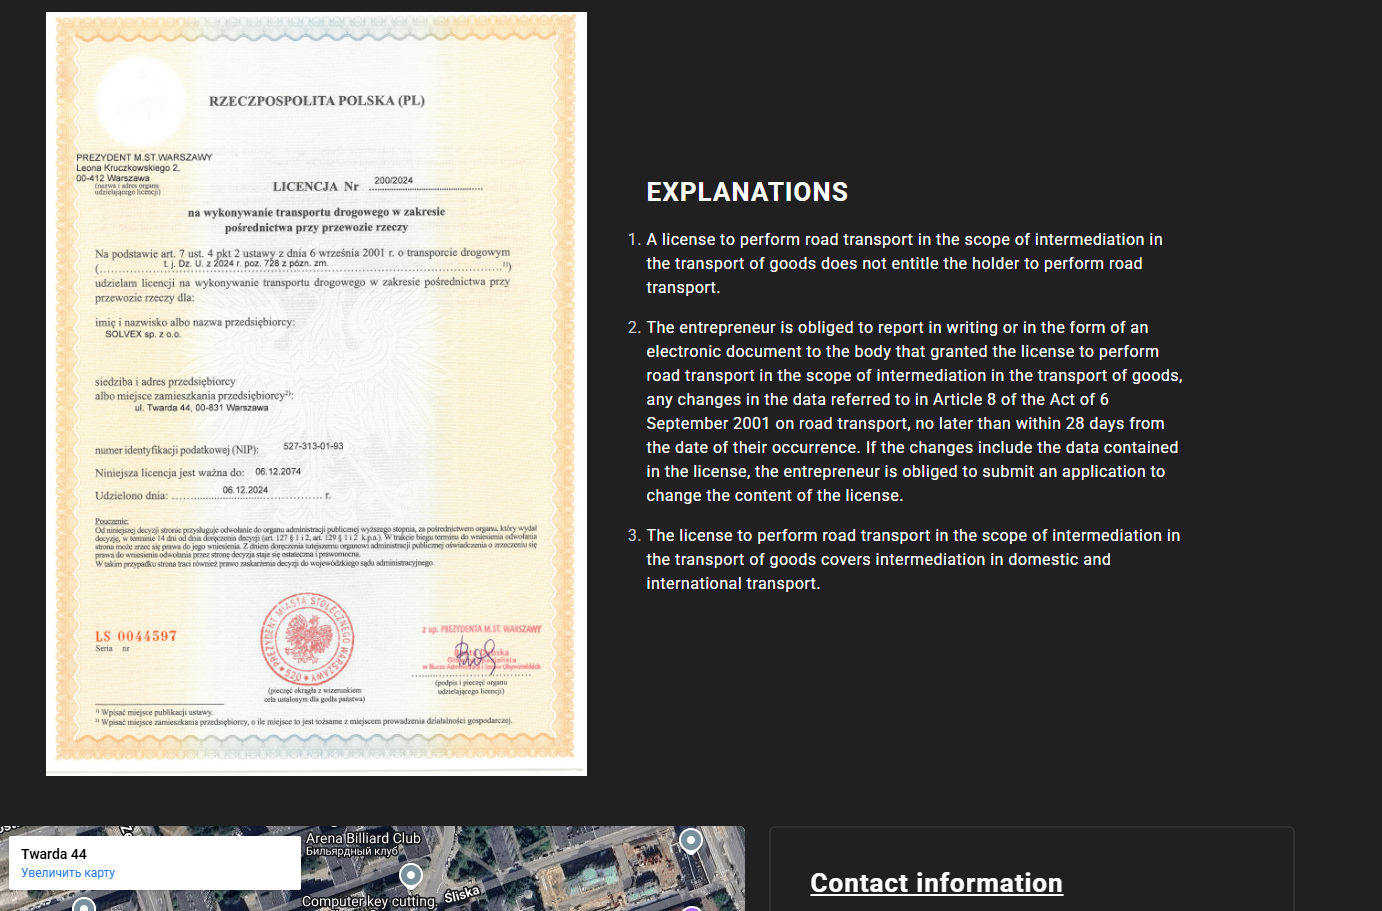 RZECZPOSPOLITA POLSKA (PL)
PREZYDENT M.ST.WARSZAWY
Leona Kruczkowskiego 2,
00-412 Warszawa
(nazwa i adres organu
udzielającego licencji)
LICENCJA Nr 200/2024
na wykonywanie transportu drogowego w zakresie
pośrednictwa przy przewozie rzeczy
Na podstawie art. 7 ust. 4 pkt 2 ustawy z dnia 6 września 2001 r. o transporcie drogowym
(t. j. Dz. U. z 2024 r. poz. 728 z pózn. zm. ¹⁾)
udzielam licencji na wykonywanie transportu drogowego w zakresie pośrednictwa przy
przewozie rzeczy dla:
imię i nazwisko albo nazwa przedsiębiorcy:
SOLVEX sp. z o.o.
siedziba i adres przedsiębiorcy
albo miejsce zamieszkania przedsiębiorcy²⁾:
ul. Twarda 44, 00-831 Warszawa
numer identyfikacji podatkowej (NIP): 527-313-01-93
Niniejsza licencja jest ważna do: 06.12.2074
Udzielono dnia: 06.12.2024 r.
Pouczenie:
Od niniejszej decyzji stronie przysługuje odwołanie do organu administracji publicznej wyższego stopnia, za pośrednictwem organu, który wydał
decyzję, w terminie 14 dni od dnia doręczenia decyzji (art. 127 § 1 i 2, art. 129 § 1 i 2 k.p.a.). W trakcie biegu terminu do wniesienia odwołania
strona może zrzec się prawa do jego wniesienia. Z dniem doręczenia tutejszemu organowi administracji publicznej oświadczenia o zrzeczeniu się
prawa do wniesienia odwołania przez stronę decyzja staje się ostateczna i prawomocna.
W takim przypadku strona traci również prawo zaskarżenia decyzji do wojewódzkiego sądu administracyjnego.
LS 0044597
Seria nr
PREZYDENT MIASTA STOŁECZNEGO WARSZAWY
520
(pieczęć okrągła z wizerunkiem
orła ustalonym dla godła państwa)
z up. PREZYDENTA M.ST. WARSZAWY
(podpis i pieczęć organu
udzielającego licencji)
¹⁾ Wpisać miejsce publikacji ustawy.
²⁾ Wpisać miejsce zamieszkania przedsiębiorcy, o ile miejsce to jest tożsame z miejscem prowadzenia działalności gospodarczej.
EXPLANATIONS
1. A license to perform road transport in the scope of intermediation in
the transport of goods does not entitle the holder to perform road
transport.
2. The entrepreneur is obliged to report in writing or in the form of an
electronic document to the body that granted the license to perform
road transport in the scope of intermediation in the transport of goods,
any changes in the data referred to in Article 8 of the Act of 6
September 2001 on road transport, no later than within 28 days from
the date of their occurrence. If the changes include the data contained
in the license, the entrepreneur is obliged to submit an application to
change the content of the license.
3. The license to perform road transport in the scope of intermediation in
the transport of goods covers intermediation in domestic and
international transport.
Twarda 44
Увеличить карту
Arena Billiard Club
Бильярдный клуб
Computer key cutting.
Śliska
Contact information